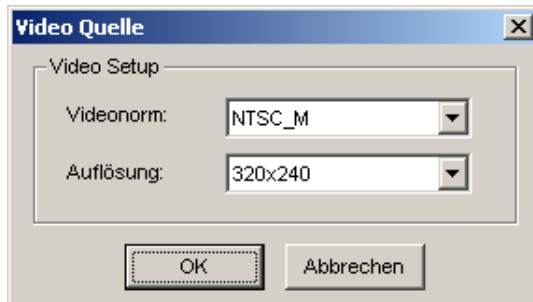 Video Quelle
Video Setup
Videonorm: NTSC_M
Auflösung: 320x240
OK Abbrechen